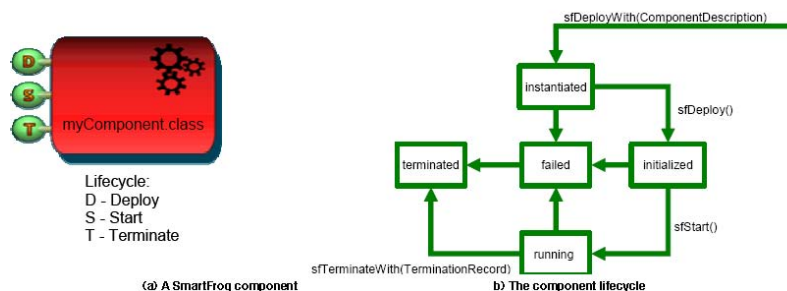 D
S
T
myComponent.class
Lifecycle:
D - Deploy
S - Start
T - Terminate
(a) A SmartFrog component
sfDeployWith(ComponentDescription)
instantiated
sfDeploy()
terminated
failed
initialized
sfStart()
running
sfTerminateWith(TerminationRecord)
b) The component lifecycle